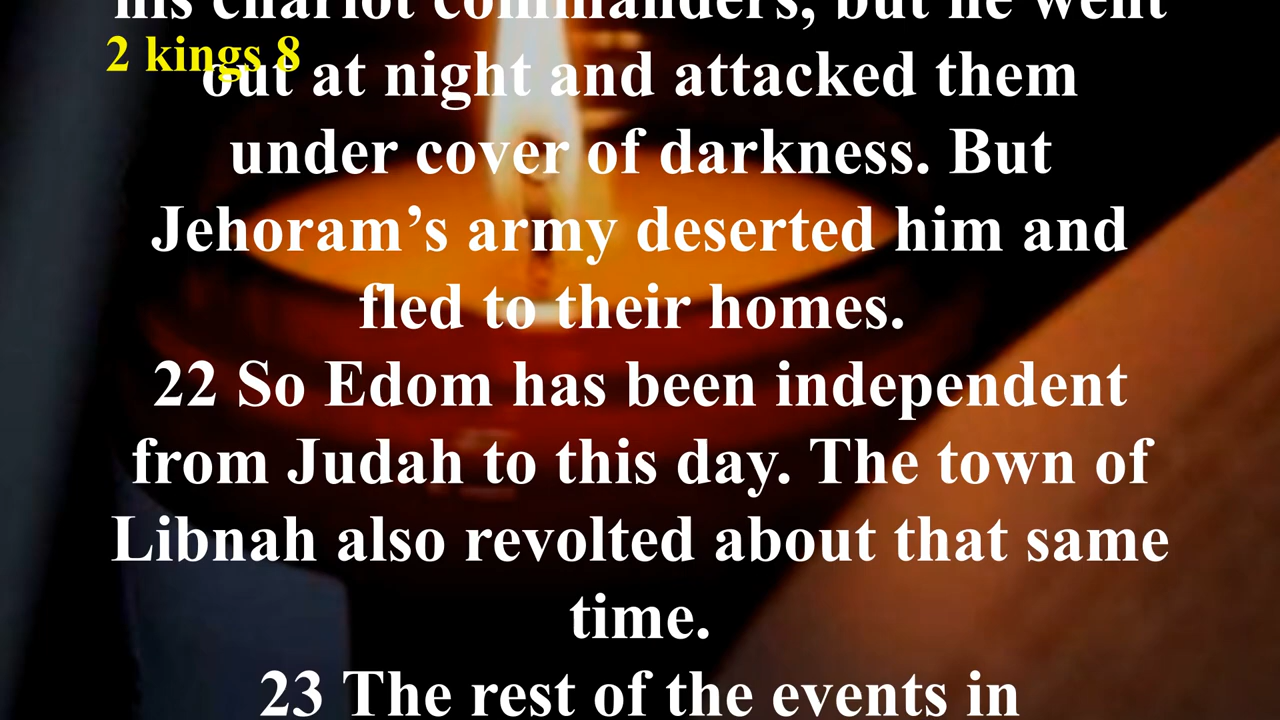 his chariot commanders, but he went
2 kings 8
out at night and attacked them
under cover of darkness. But
Jehoram’s army deserted him and
fled to their homes.
22 So Edom has been independent
from Judah to this day. The town of
Libnah also revolted about that same
time.
23 The rest of the events in